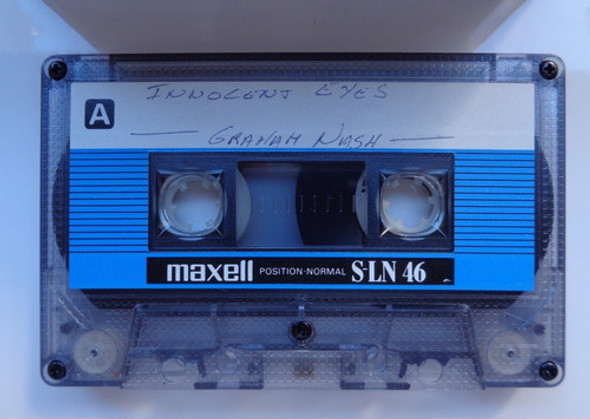 INNOCENT EYES
A
GRAHAM NASH
maxell POSITION·NORMAL S-LN 46